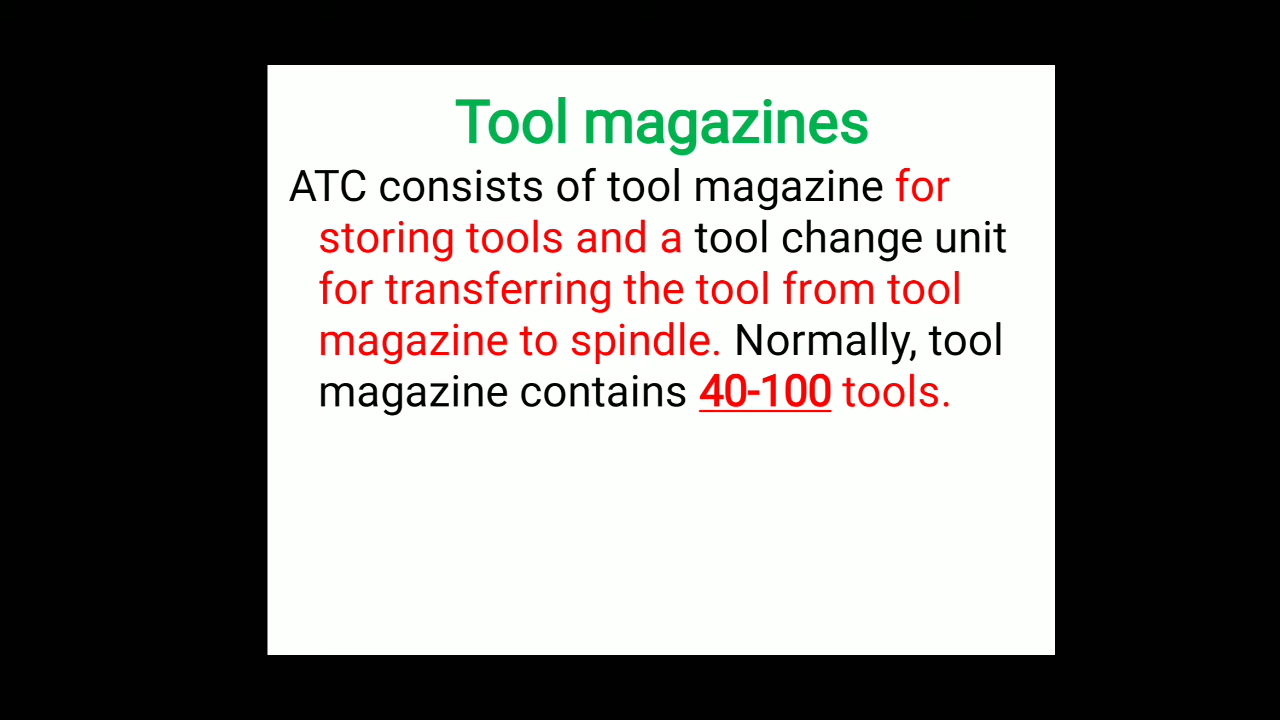 Tool magazines
ATC consists of tool magazine for
storing tools and a tool change unit
for transferring the tool from tool
magazine to spindle. Normally, tool
magazine contains 40-100 tools.